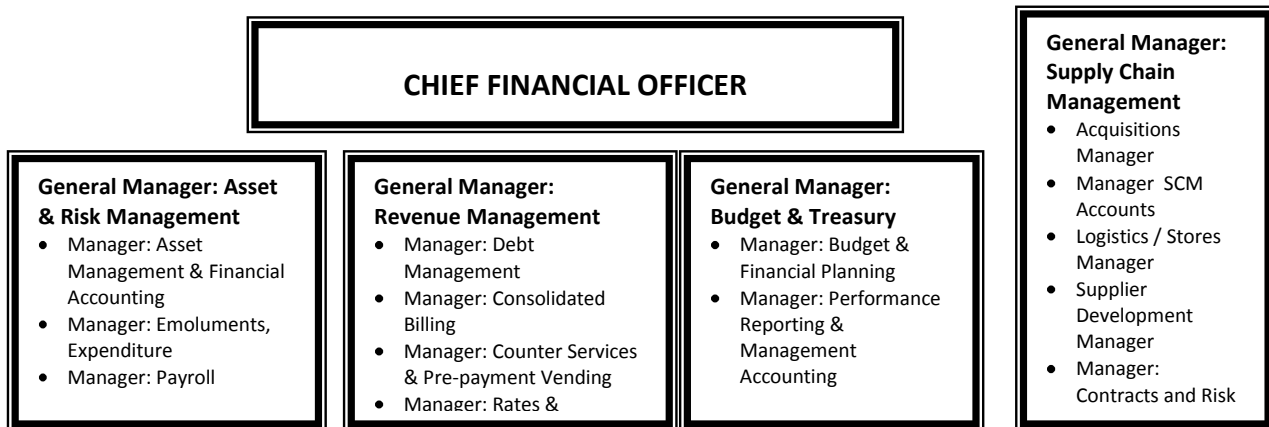 CHIEF FINANCIAL OFFICER
General Manager: Asset
& Risk Management
• Manager: Asset
Management & Financial
Accounting
• Manager: Emoluments,
Expenditure
• Manager: Payroll
General Manager:
Revenue Management
• Manager: Debt
Management
• Manager: Consolidated
Billing
• Manager: Counter Services
& Pre-payment Vending
• Manager: Rates &
General Manager:
Budget & Treasury
• Manager: Budget &
Financial Planning
• Manager: Performance
Reporting &
Management
Accounting
General Manager:
Supply Chain
Management
• Acquisitions
Manager
• Manager SCM
Accounts
• Logistics / Stores
Manager
• Supplier
Development
Manager
• Manager:
Contracts and Risk